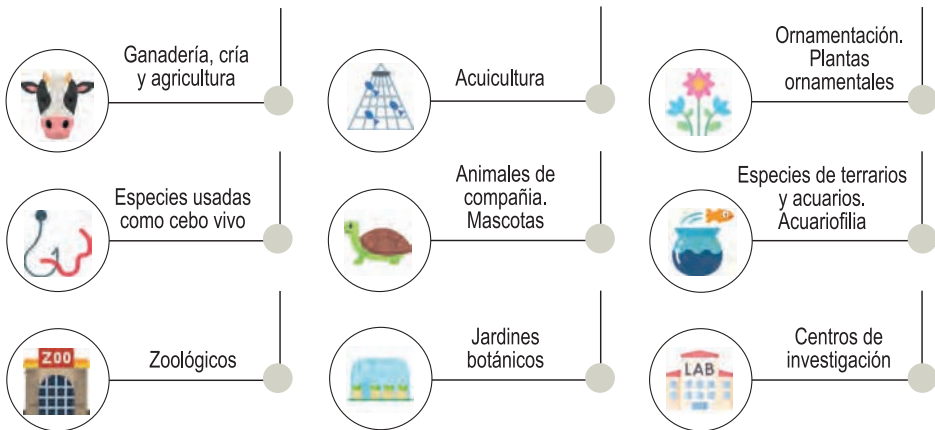 Ganadería, cría
y agricultura
Acuicultura
Ornamentación.
Plantas
ornamentales
Especies usadas
como cebo vivo
Animales de
compañia.
Mascotas
Especies de terrarios
y acuarios.
Acuariofilia
ZOO
Zoológicos
Jardines
botánicos
LAB
Centros de
investigación